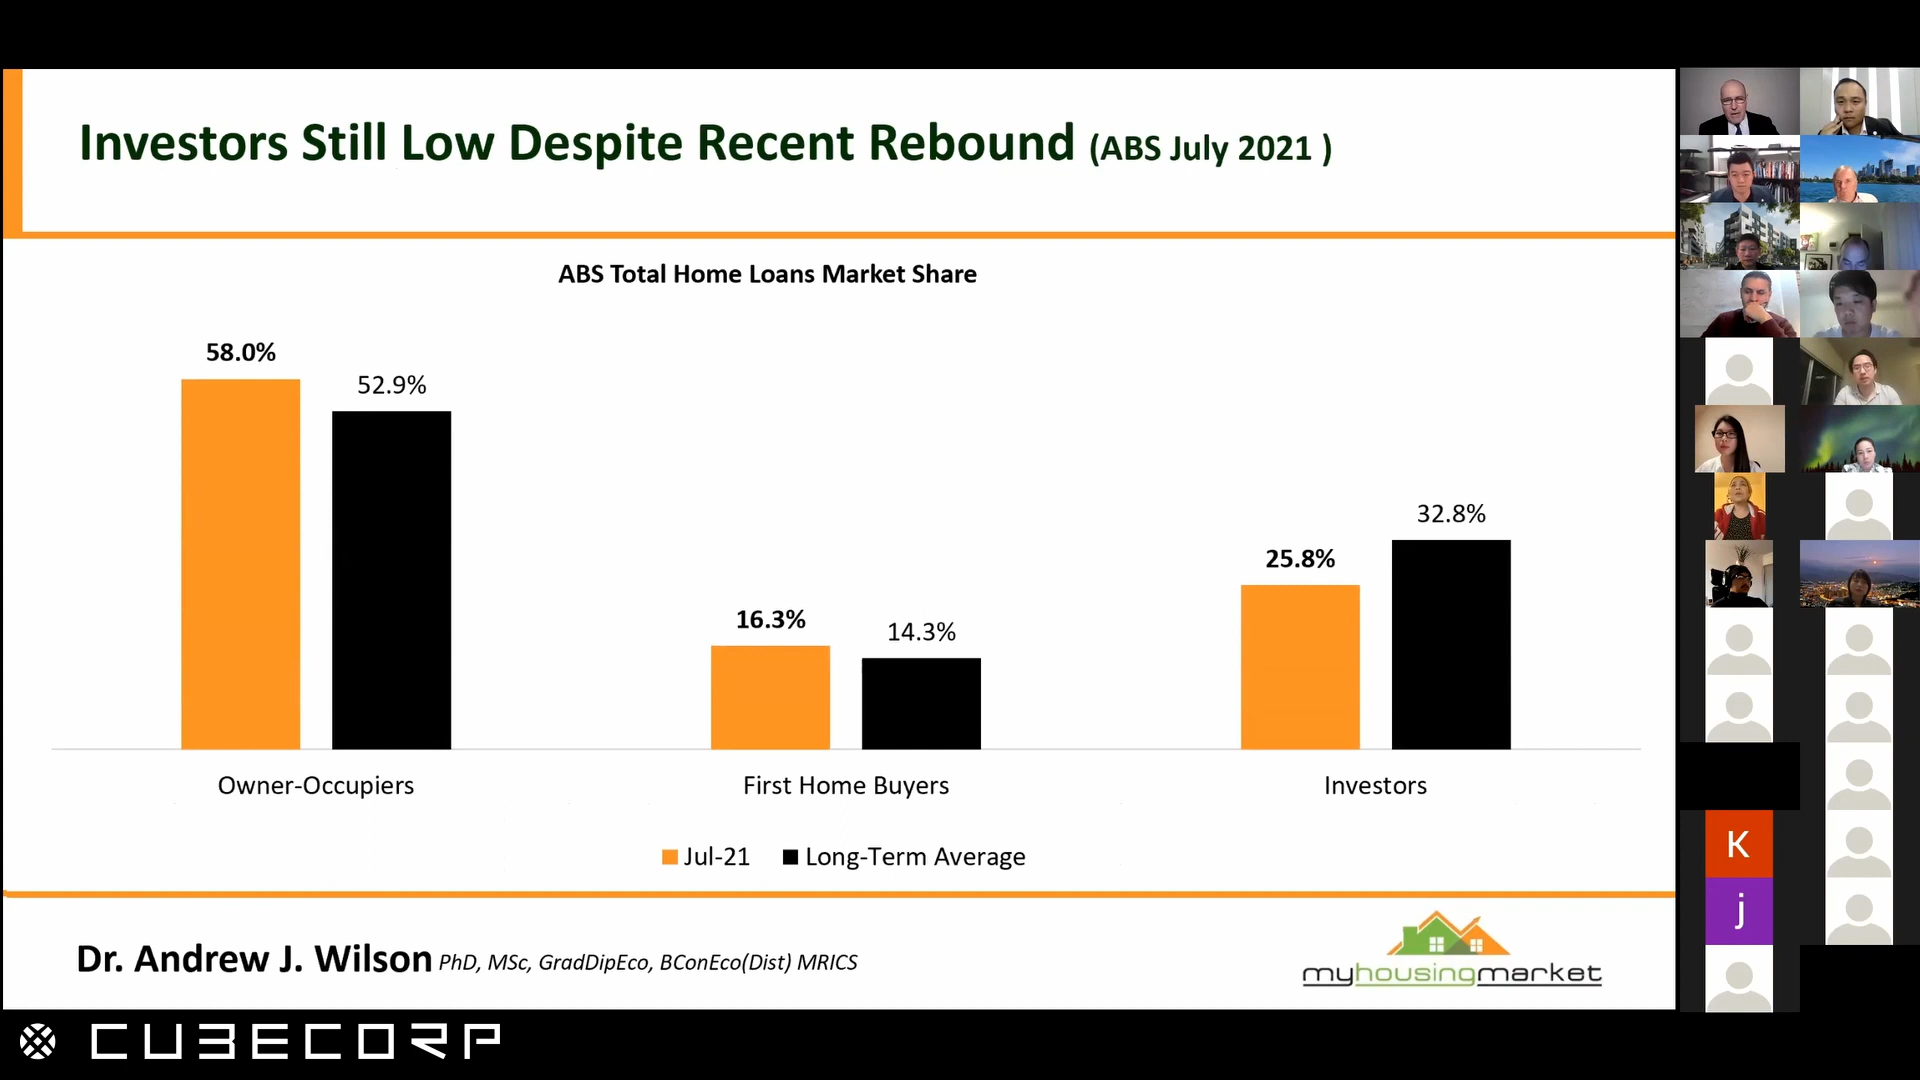 Investors Still Low Despite Recent Rebound (ABS July 2021 )
ABS Total Home Loans Market Share
58.0%
52.9%
16.3%
14.3%
25.8%
32.8%
Owner-Occupiers
First Home Buyers
Investors
Jul-21
Long-Term Average
Dr. Andrew J. Wilson PhD, MSc, GradDipEco, BConEco(Dist) MRICS
myhousingmarket
K
j
CUBECORP